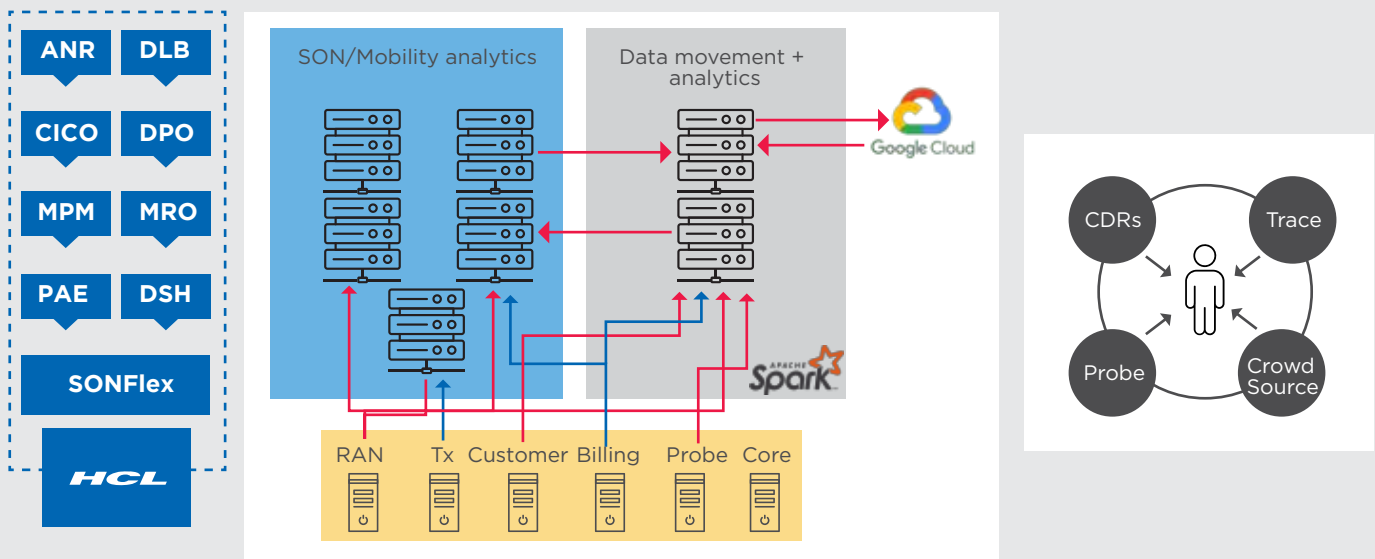 ANR DLB
CICO DPO
MPM MRO
PAE DSH
SONFlex
HCL
SON/Mobility analytics
Data movement +
analytics
Google Cloud
APACHE
Spark
RAN Tx Customer Billing Probe Core
CDRs
Trace
Probe
Crowd
Source